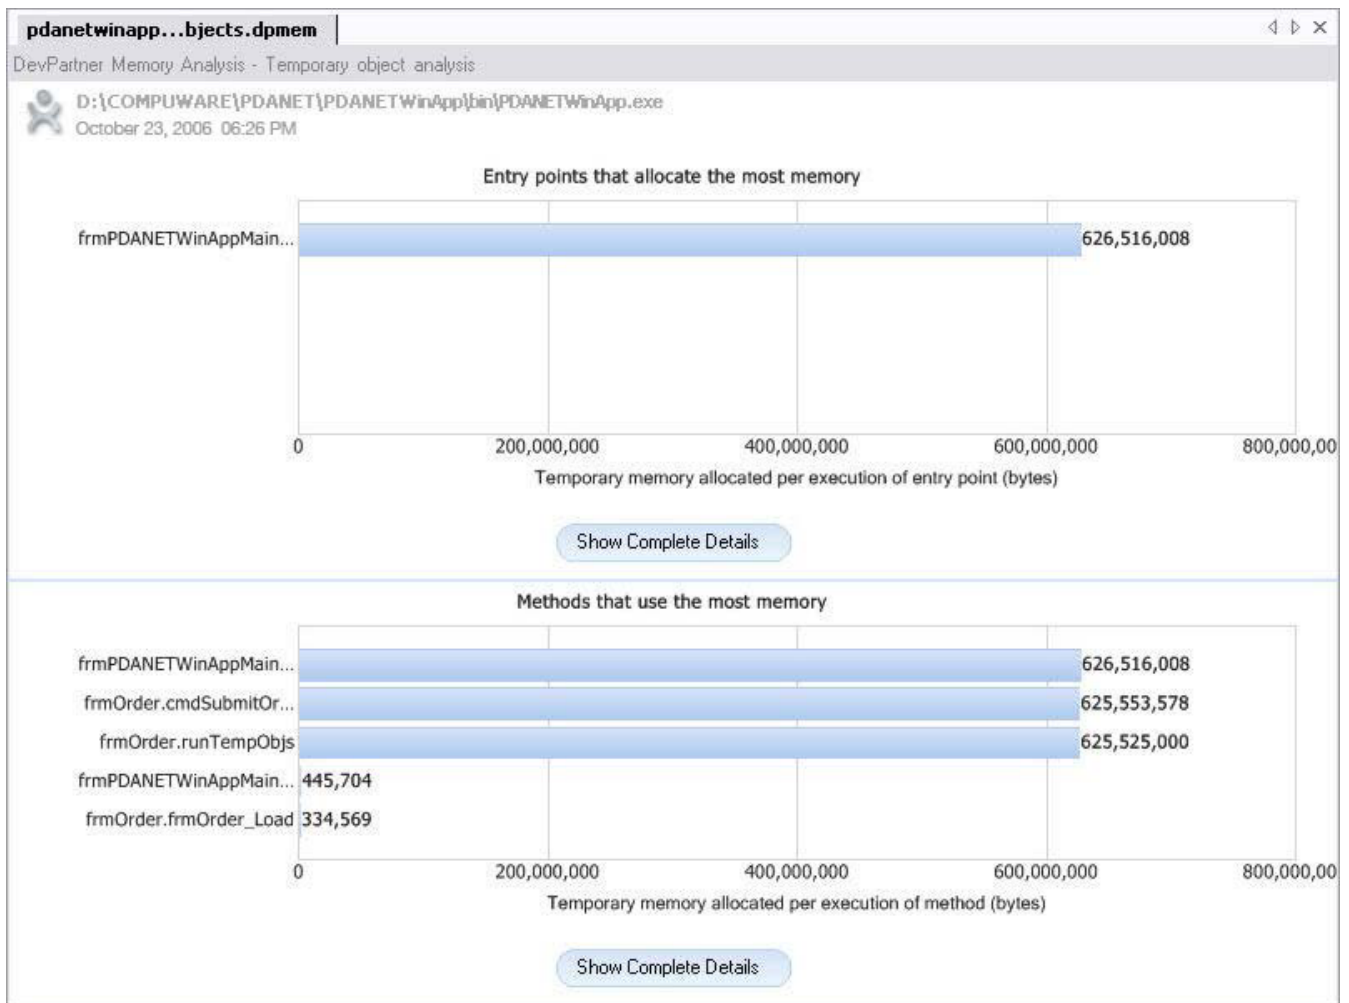 pdanetwinapp...bjects.dpmem
DevPartner Memory Analysis - Temporary object analysis
D:\COMPUWARE\PDANET\PDANETWinApp\bin\PDANETWinApp.exe
October 23, 2006 06:26 PM
Entry points that allocate the most memory
frmPDANETWinAppMain... 626,516,008
0 200,000,000 400,000,000 600,000,000 800,000,00
Temporary memory allocated per execution of entry point (bytes)
Show Complete Details
Methods that use the most memory
frmPDANETWinAppMain... 626,516,008
frmOrder.cmdSubmitOr... 625,553,578
frmOrder.runTempObjs 625,525,000
frmPDANETWinAppMain... 445,704
frmOrder.frmOrder_Load 334,569
0 200,000,000 400,000,000 600,000,000 800,000,00
Temporary memory allocated per execution of method (bytes)
Show Complete Details